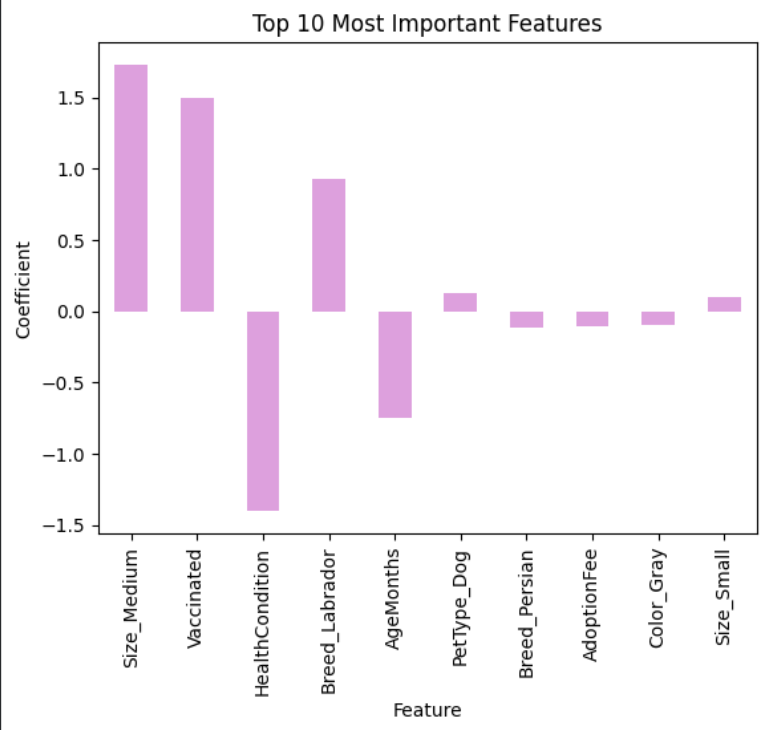 Top 10 Most Important Features
Coefficient
1.5
1.0
0.5
0.0
−0.5
−1.0
−1.5
Size_Medium
Vaccinated
HealthCondition
Breed_Labrador
AgeMonths
PetType_Dog
Breed_Persian
AdoptionFee
Color_Gray
Size_Small
Feature